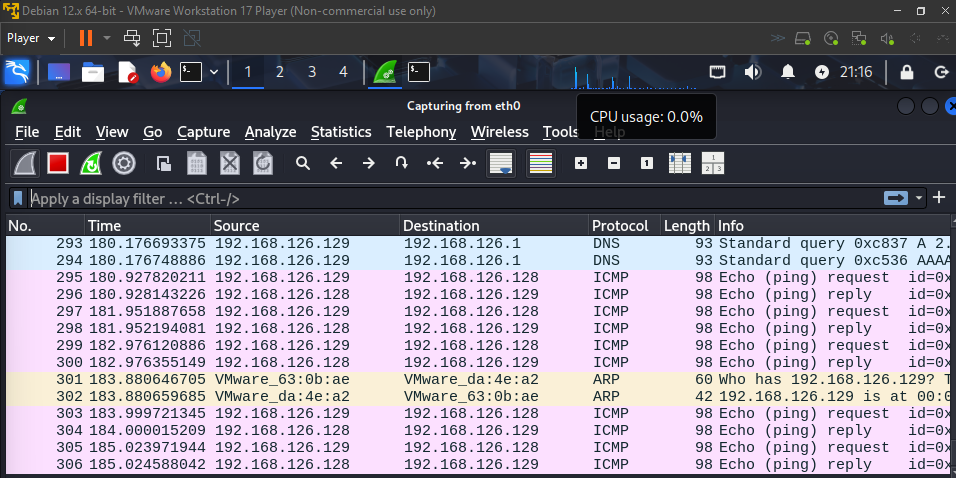 Debian 12.x 64-bit - VMware Workstation 17 Player (Non-commercial use only)
Player
1 2 3 4 21:16
Capturing from eth0
CPU usage: 0.0%
File Edit View Go Capture Analyze Statistics Telephony Wireless Tools Help
Apply a display filter … <Ctrl-/>
No. Time Source Destination Protocol Length Info
293 180.176693375 192.168.126.129 192.168.126.1 DNS 93 Standard query 0xc837 A 2.
294 180.176748886 192.168.126.129 192.168.126.1 DNS 93 Standard query 0xc536 AAAA
295 180.927820211 192.168.126.129 192.168.126.128 ICMP 98 Echo (ping) request id=0x
296 180.928143226 192.168.126.128 192.168.126.129 ICMP 98 Echo (ping) reply id=0x
297 181.951887658 192.168.126.129 192.168.126.128 ICMP 98 Echo (ping) request id=0x
298 181.952194081 192.168.126.128 192.168.126.129 ICMP 98 Echo (ping) reply id=0x
299 182.976120886 192.168.126.129 192.168.126.128 ICMP 98 Echo (ping) request id=0x
300 182.976355149 192.168.126.128 192.168.126.129 ICMP 98 Echo (ping) reply id=0x
301 183.880646705 VMware_63:0b:ae VMware_da:4e:a2 ARP 60 Who has 192.168.126.129? T
302 183.880659685 VMware_da:4e:a2 VMware_63:0b:ae ARP 42 192.168.126.129 is at 00:0
303 183.999721345 192.168.126.129 192.168.126.128 ICMP 98 Echo (ping) request id=0x
304 184.000015209 192.168.126.128 192.168.126.129 ICMP 98 Echo (ping) reply id=0x
305 185.023971944 192.168.126.129 192.168.126.128 ICMP 98 Echo (ping) request id=0x
306 185.024588042 192.168.126.128 192.168.126.129 ICMP 98 Echo (ping) reply id=0x